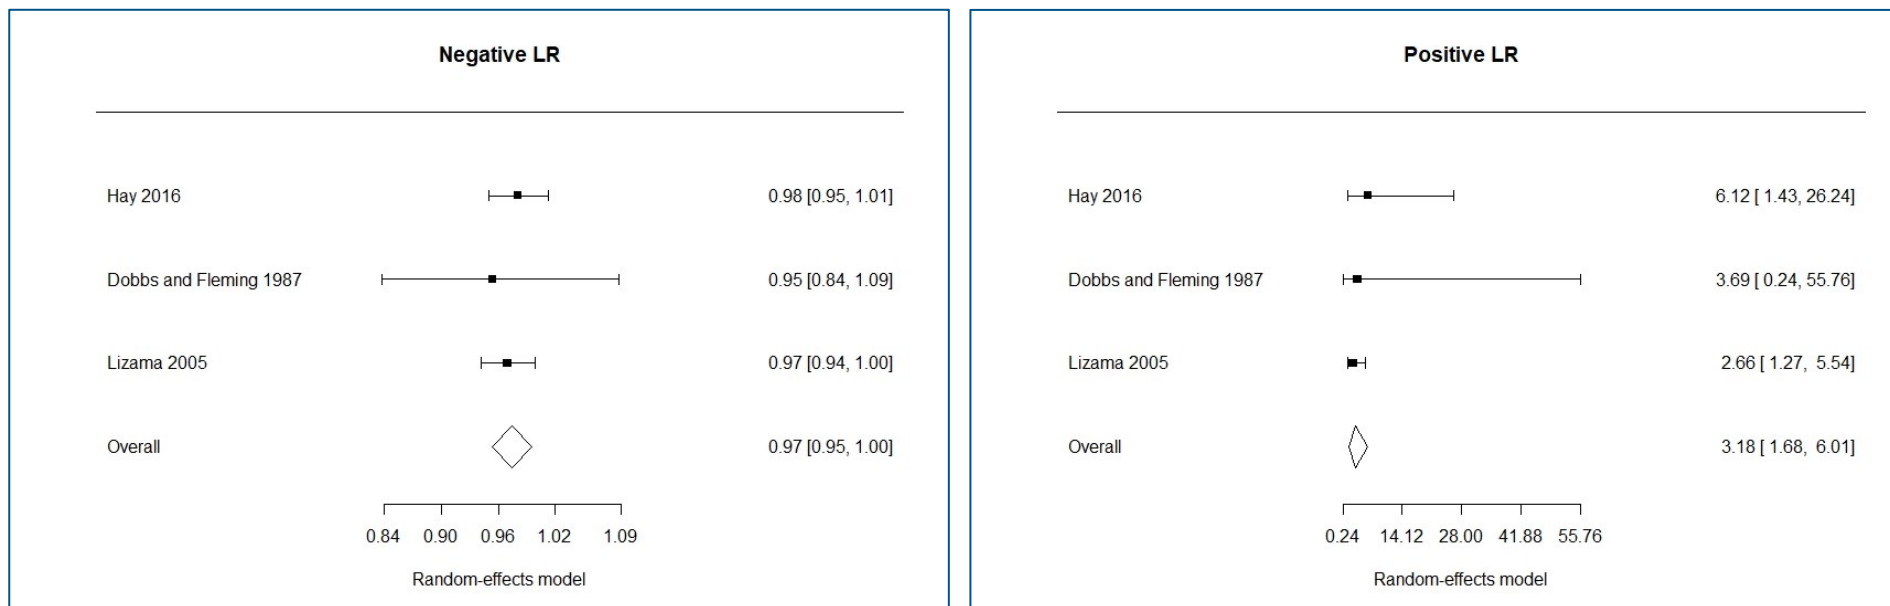 Negative LR
Hay 2016 0.98 [0.95, 1.01]
Dobbs and Fleming 1987 0.95 [0.84, 1.09]
Lizama 2005 0.97 [0.94, 1.00]
Overall 0.97 [0.95, 1.00]
0.84 0.90 0.96 1.02 1.09
Random-effects model
Positive LR
Hay 2016 6.12 [ 1.43, 26.24]
Dobbs and Fleming 1987 3.69 [ 0.24, 55.76]
Lizama 2005 2.66 [ 1.27, 5.54]
Overall 3.18 [ 1.68, 6.01]
0.24 14.12 28.00 41.88 55.76
Random-effects model